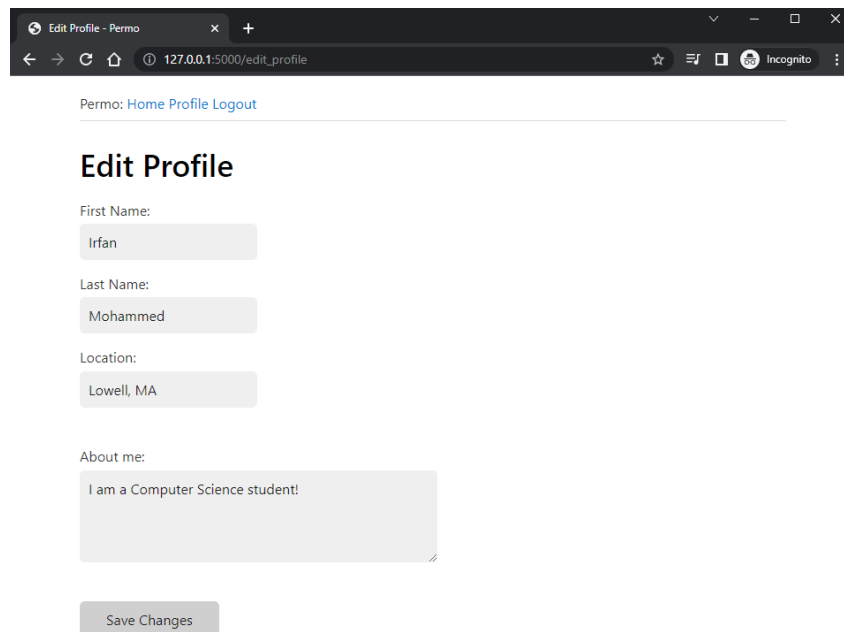 Edit Profile - Permo
127.0.0.1:5000/edit_profile
Incognito
Permo: Home Profile Logout
Edit Profile
First Name:
Irfan
Last Name:
Mohammed
Location:
Lowell, MA
About me:
I am a Computer Science student!
Save Changes